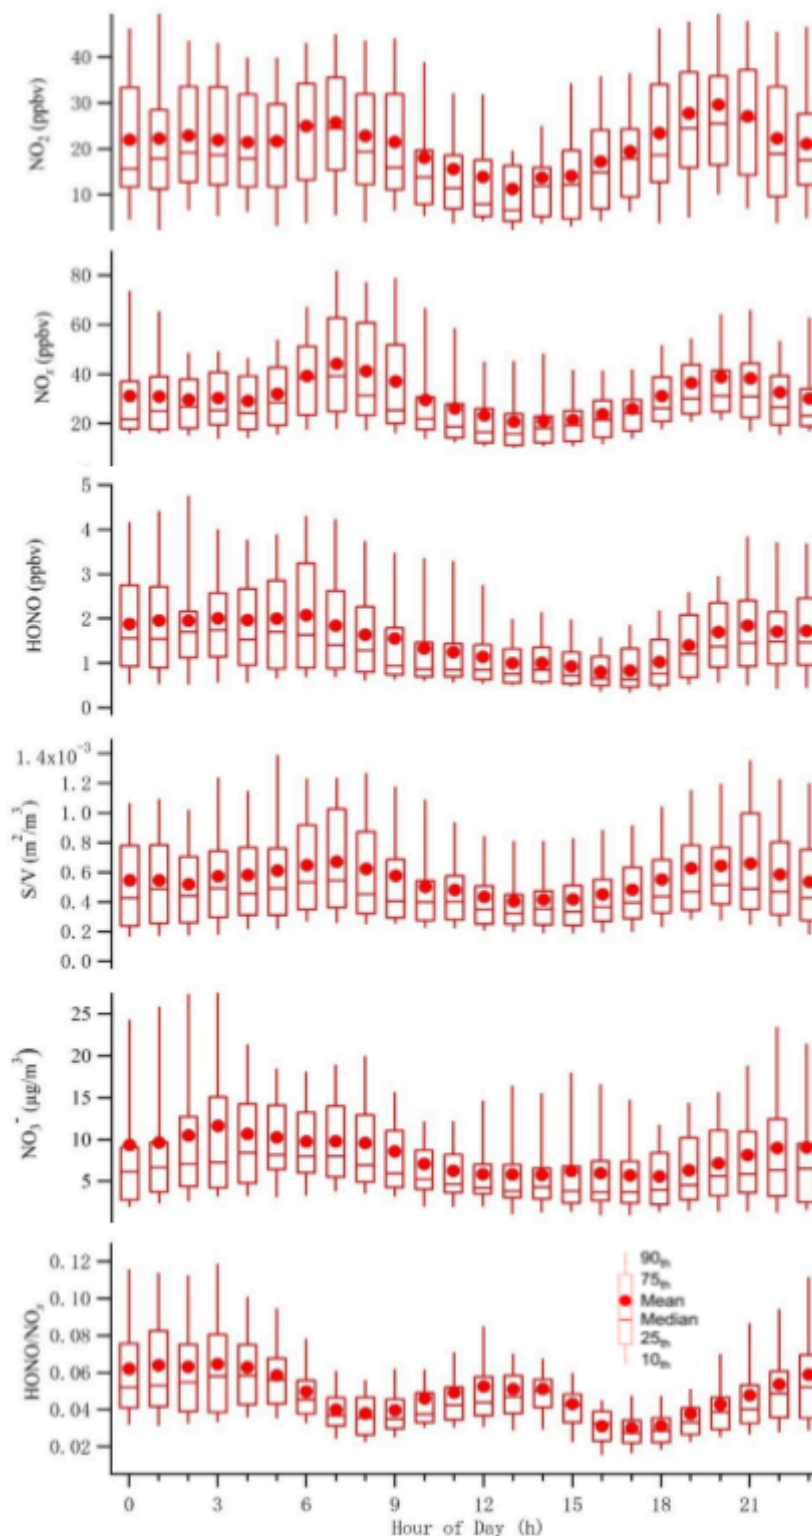 NO₂ (ppbv)
40
30
20
10
NOₓ (ppbv)
80
60
40
20
HONO (ppbv)
5
4
3
2
1
0
S/V (m²/m³)
1.4x10⁻³
1.2
1.0
0.8
0.6
0.4
0.2
0.0
NO₃⁻ (µg/m³)
25
20
15
10
5
HONO/NOₓ
0.12
0.10
0.08
0.06
0.04
0.02
90th
75th
Mean
Median
25th
10th
0 3 6 9 12 15 18 21
Hour of Day (h)